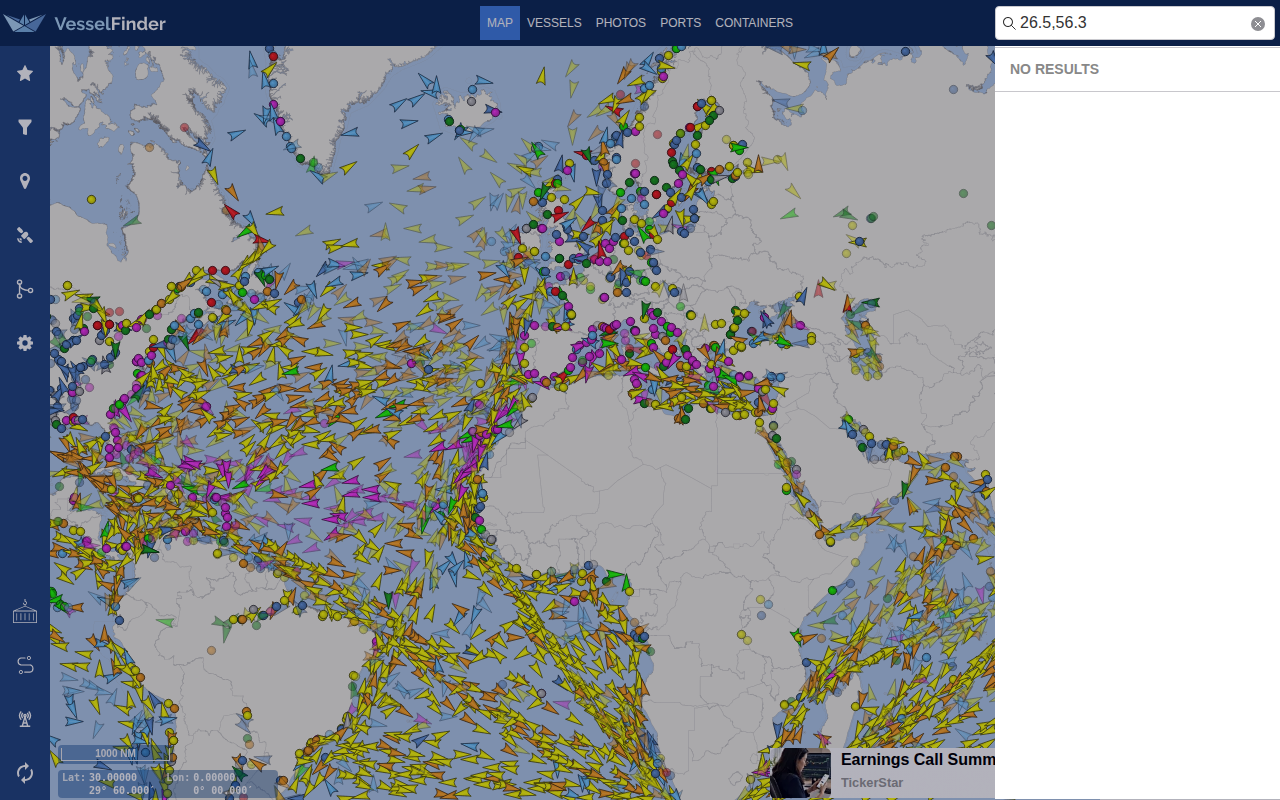 VesselFinder
MAP VESSELS PHOTOS PORTS CONTAINERS
26.5,56.3
NO RESULTS
1000 NM
Lat: 30.00000 Lon: 0.00000
29° 60.000´ 0° 00.000´
Earnings Call Summ
TickerStar